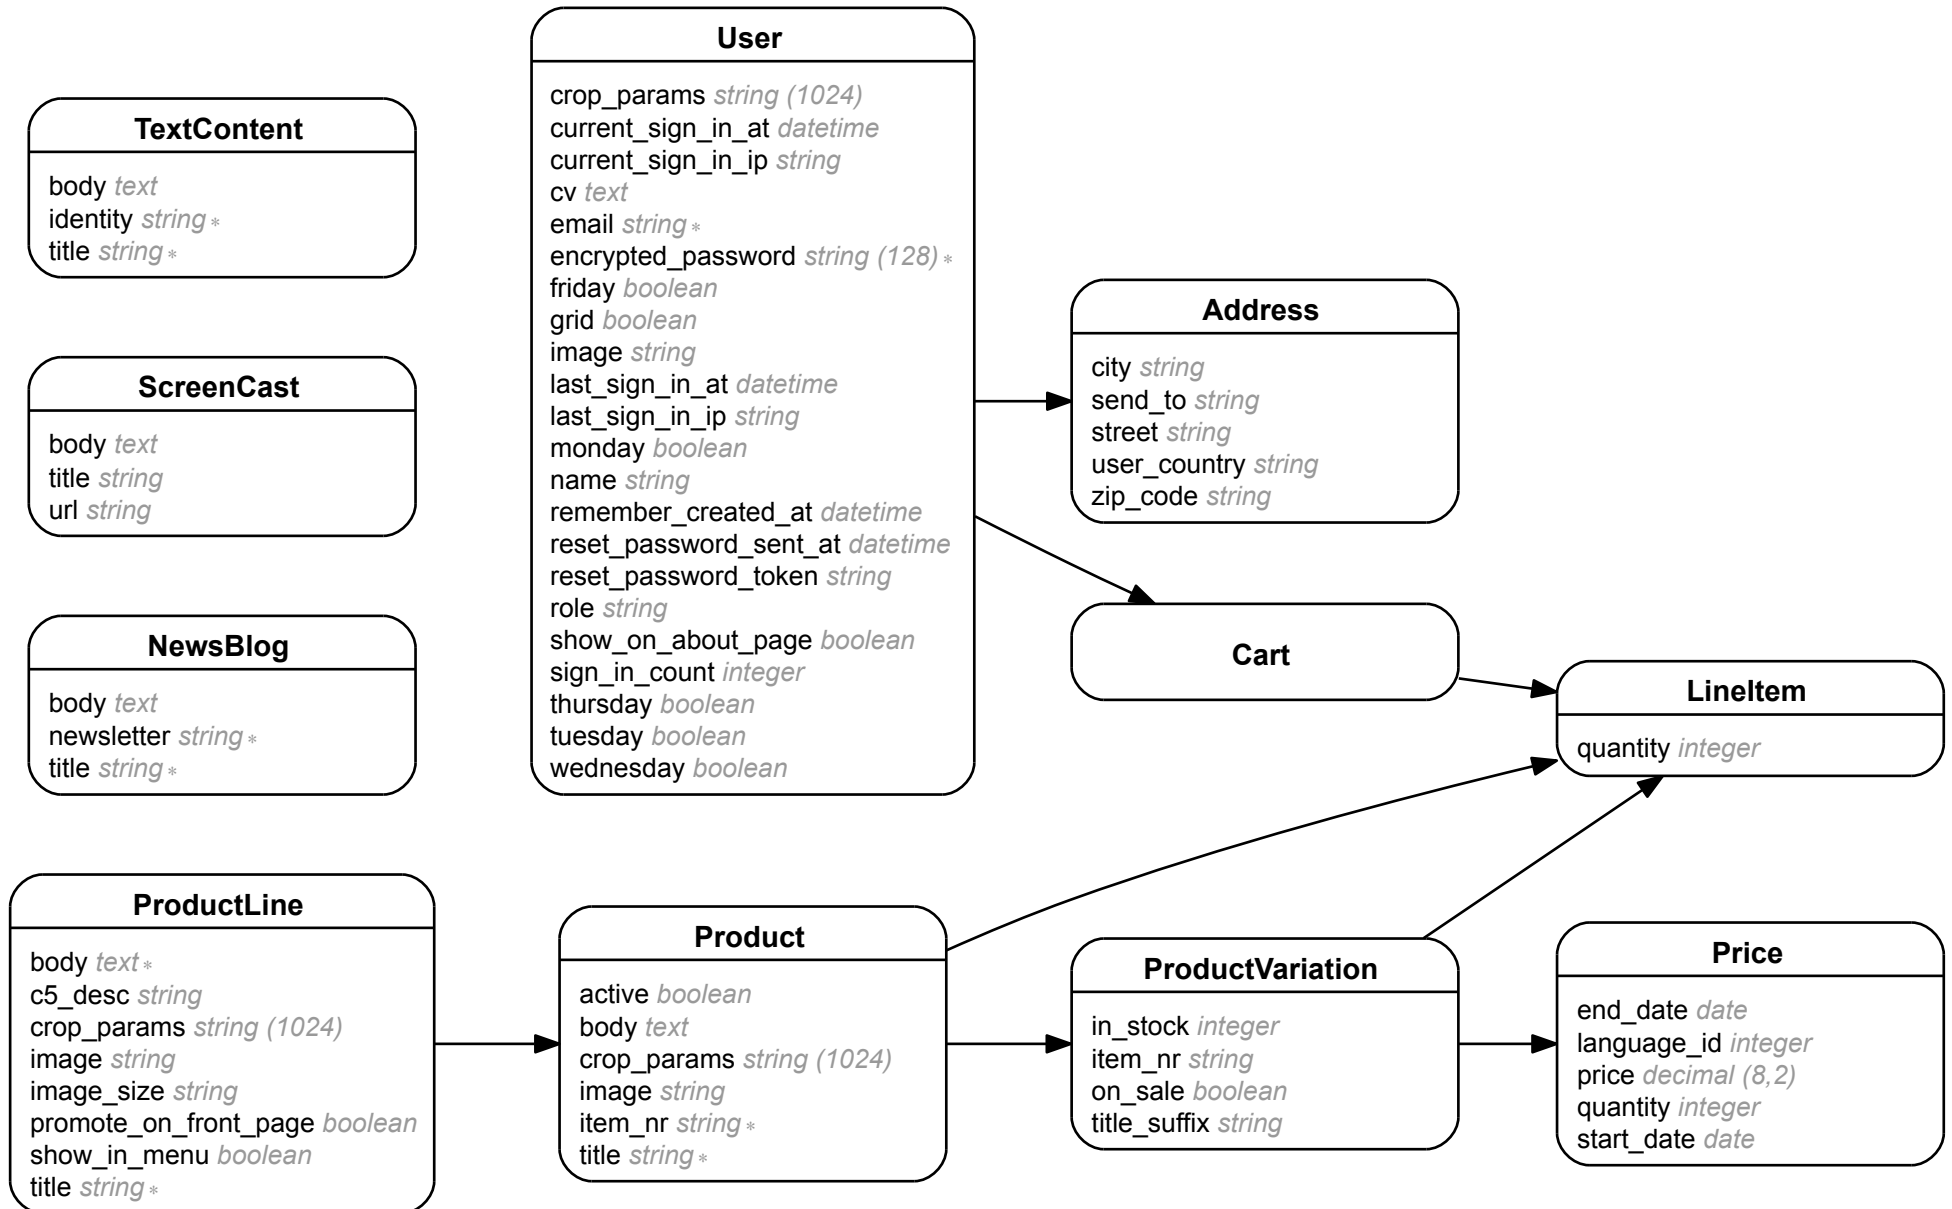 User
crop_params string (1024)
current_sign_in_at datetime
current_sign_in_ip string
cv text
email string *
encrypted_password string (128) *
friday boolean
grid boolean
image string
last_sign_in_at datetime
last_sign_in_ip string
monday boolean
name string
remember_created_at datetime
reset_password_sent_at datetime
reset_password_token string
role string
show_on_about_page boolean
sign_in_count integer
thursday boolean
tuesday boolean
wednesday boolean
TextContent
body text
identity string *
title string *
ScreenCast
body text
title string
url string
NewsBlog
body text
newsletter string *
title string *
Address
city string
send_to string
street string
user_country string
zip_code string
Cart
LineItem
quantity integer
ProductLine
body text *
c5_desc string
crop_params string (1024)
image string
image_size string
promote_on_front_page boolean
show_in_menu boolean
title string *
Product
active boolean
body text
crop_params string (1024)
image string
item_nr string *
title string *
ProductVariation
in_stock integer
item_nr string
on_sale boolean
title_suffix string
Price
end_date date
language_id integer
price decimal (8,2)
quantity integer
start_date date